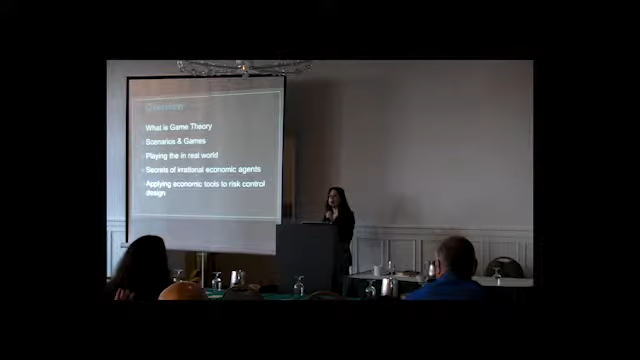 Overview
What is Game Theory
Scenarios & Games
Playing the in real world
Secrets of irrational economic agents
Applying economic tools to risk control
design